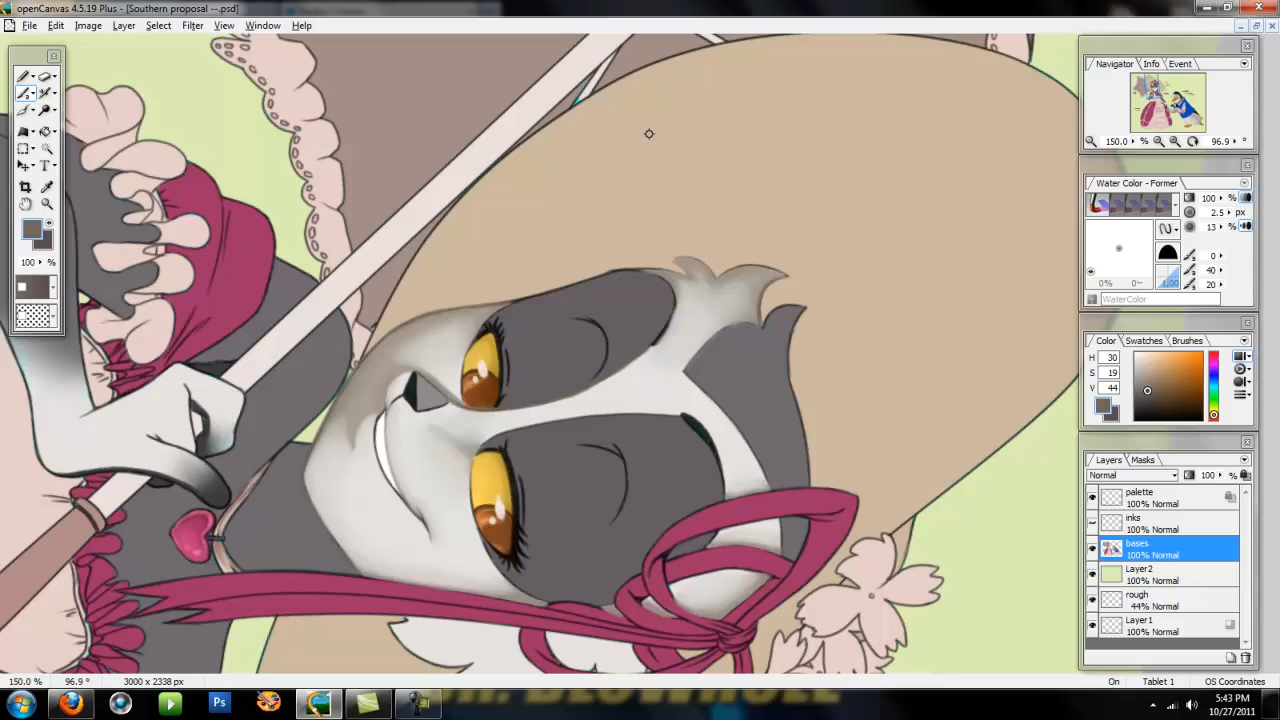 openCanvas 4.5.19 Plus - [Southern proposal --.psd]
File Edit Image Layer Select Filter View Window Help
Navigator Info Event
150.0 % 96.9 °
Water Color - Former
100 %
2.5 px
13 %
0
40
20
0% 0~ 100
WaterColor
100 %
Color Swatches Brushes
H 30
S 19
V 44
Layers Masks
Normal 100 %
palette
100% Normal
inks
100% Normal
bases
100% Normal
Layer2
100% Normal
rough
44% Normal
Layer1
100% Normal
150.0 % 96.9 ° 3000 x 2338 px On Tablet 1 OS Coordinates
Ps
5:43 PM
10/27/2011